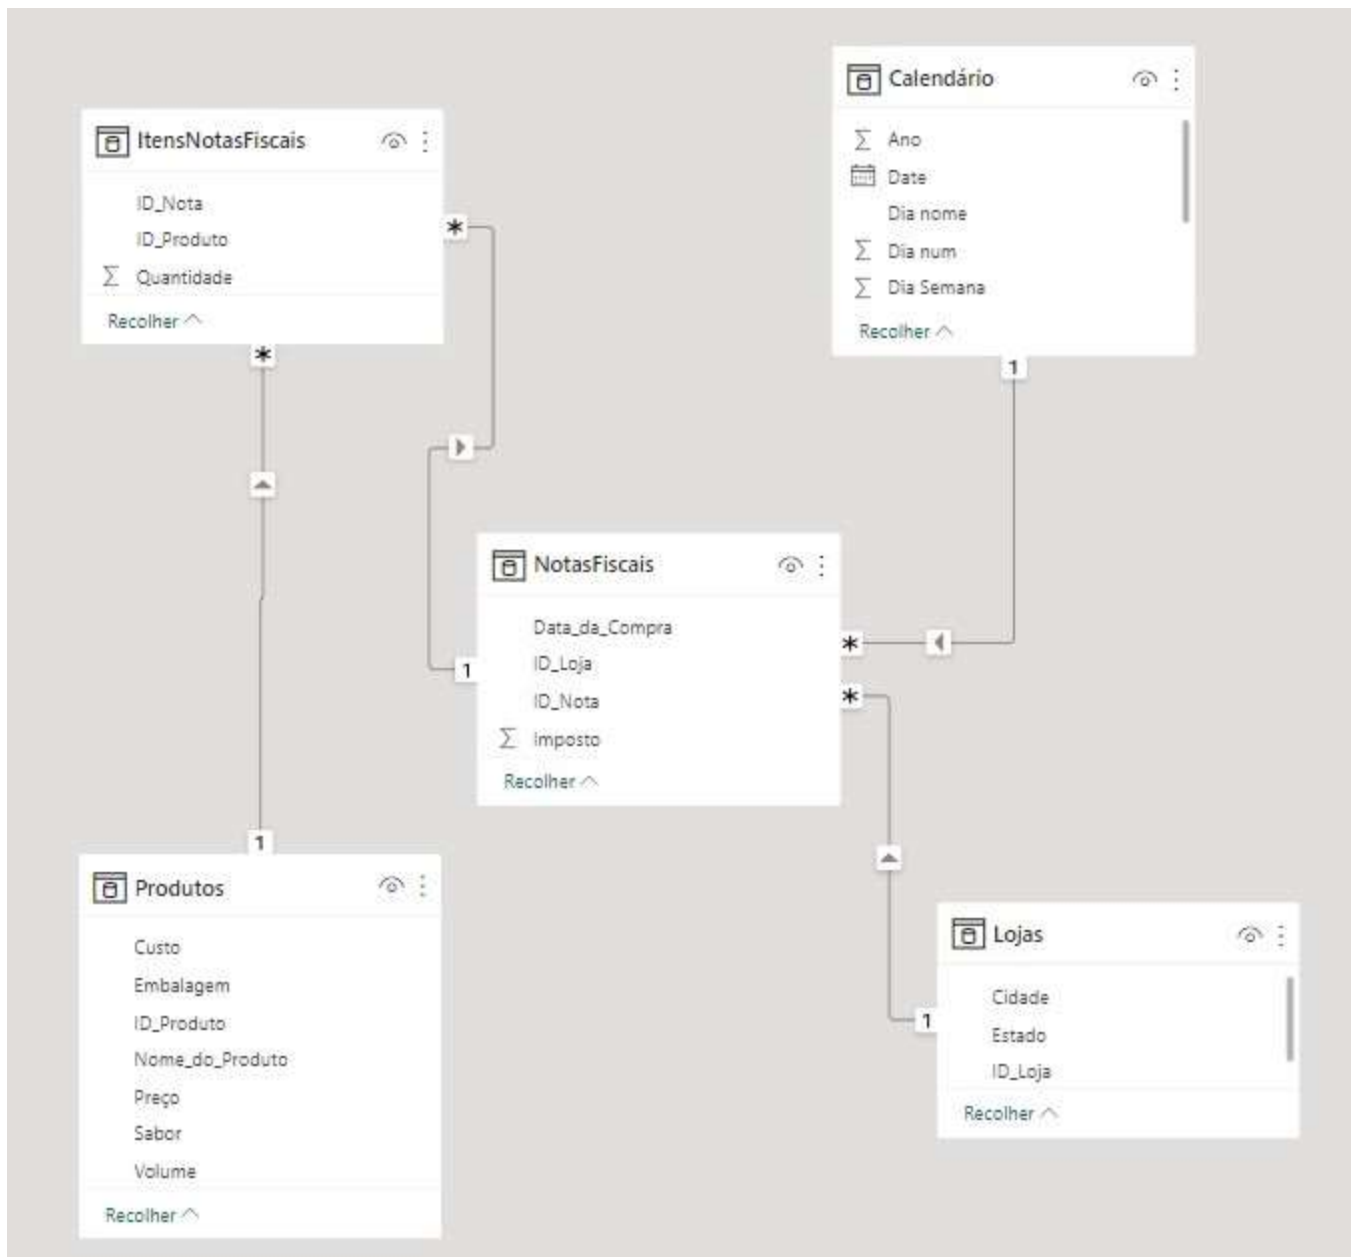 Calendário
Ano
Date
Dia nome
Dia num
Dia Semana
Recolher
1
ItensNotasFiscais
ID_Nota
ID_Produto
Quantidade
Recolher
*
*
NotasFiscais
Data_da_Compra
ID_Loja
ID_Nota
Imposto
Recolher
1
*
*
1
Produtos
Custo
Embalagem
ID_Produto
Nome_do_Produto
Preço
Sabor
Volume
Recolher
Lojas
Cidade
Estado
ID_Loja
Recolher
1